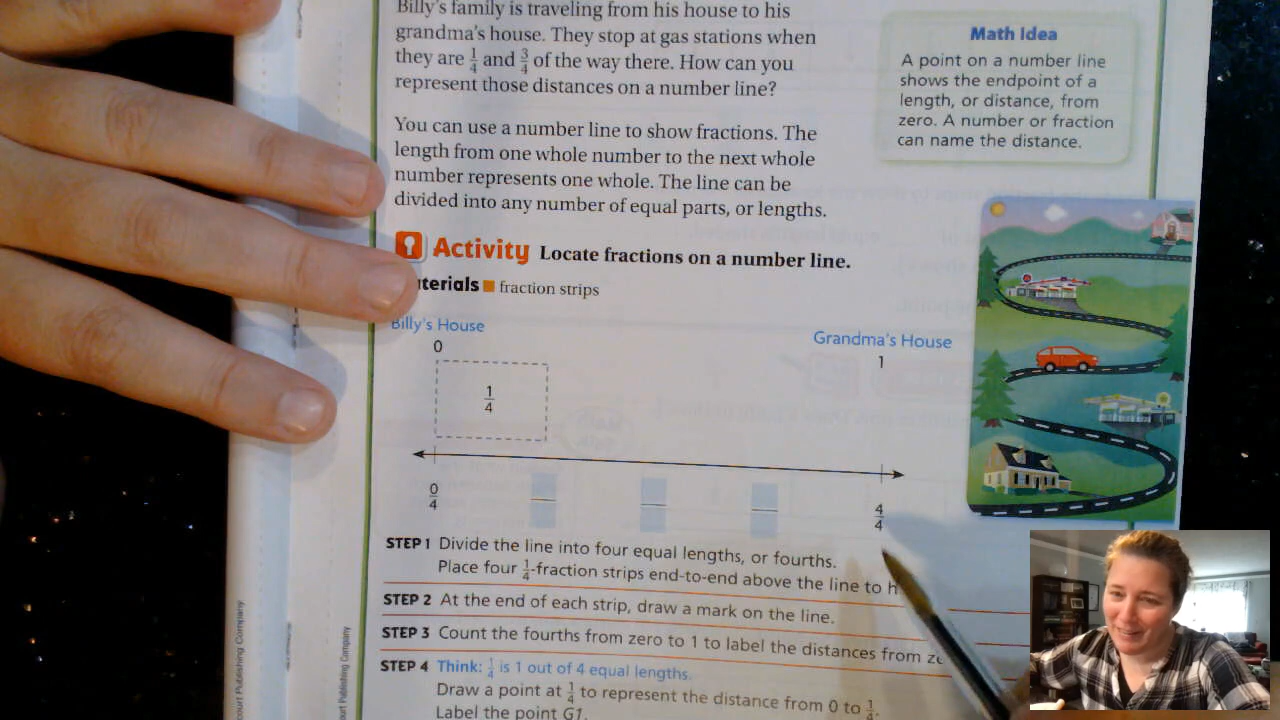 Billy's family is traveling from his house to his
grandma's house. They stop at gas stations when
they are 1/4 and 3/4 of the way there. How can you
represent those distances on a number line?
Math Idea
A point on a number line
shows the endpoint of a
length, or distance, from
zero. A number or fraction
can name the distance.
You can use a number line to show fractions. The
length from one whole number to the next whole
number represents one whole. The line can be
divided into any number of equal parts, or lengths.
Activity Locate fractions on a number line.
terials ■ fraction strips
Billy's House
Grandma's House
0
1
1/4
0/4
4/4
STEP 1 Divide the line into four equal lengths, or fourths.
Place four 1/4-fraction strips end-to-end above the line to h
STEP 2 At the end of each strip, draw a mark on the line.
STEP 3 Count the fourths from zero to 1 to label the distances from ze
STEP 4 Think: 1/4 is 1 out of 4 equal lengths.
Draw a point at 1/4 to represent the distance from 0 to 1/4.
Label the point G1.
court Publishing Company
ourt Publishing Company